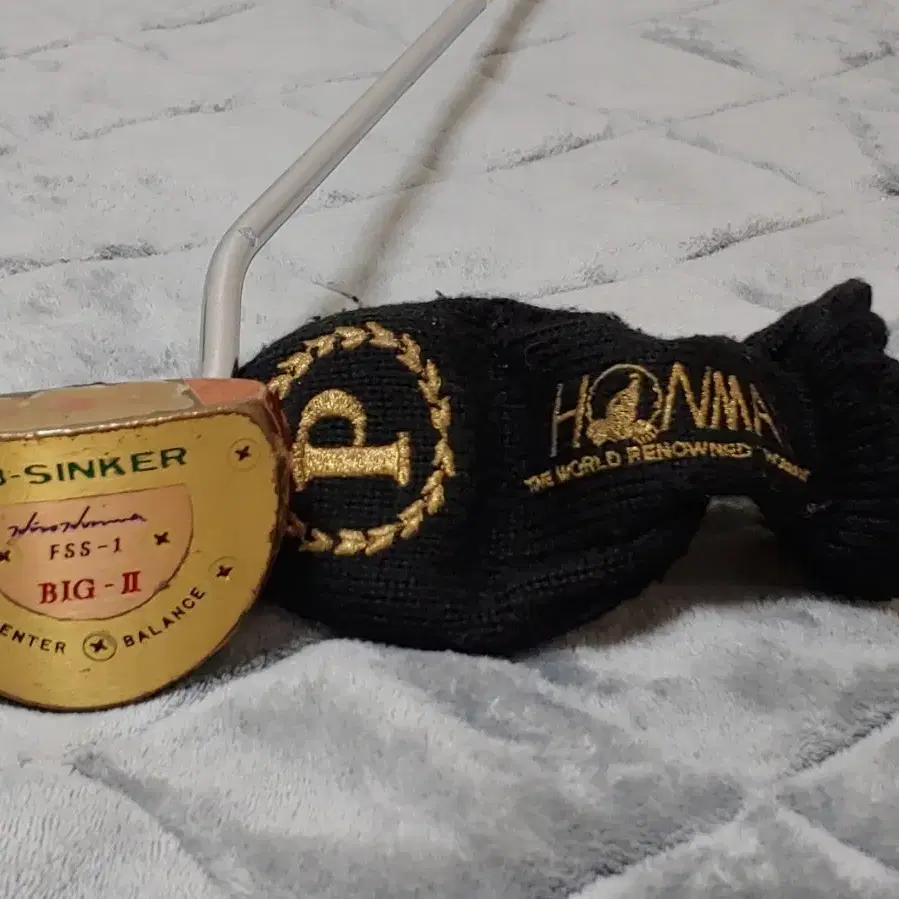 -SINKER
FSS-1
BIG-II
ENTER BALANCE
P
HONMA
THE WORLD RENOWNED